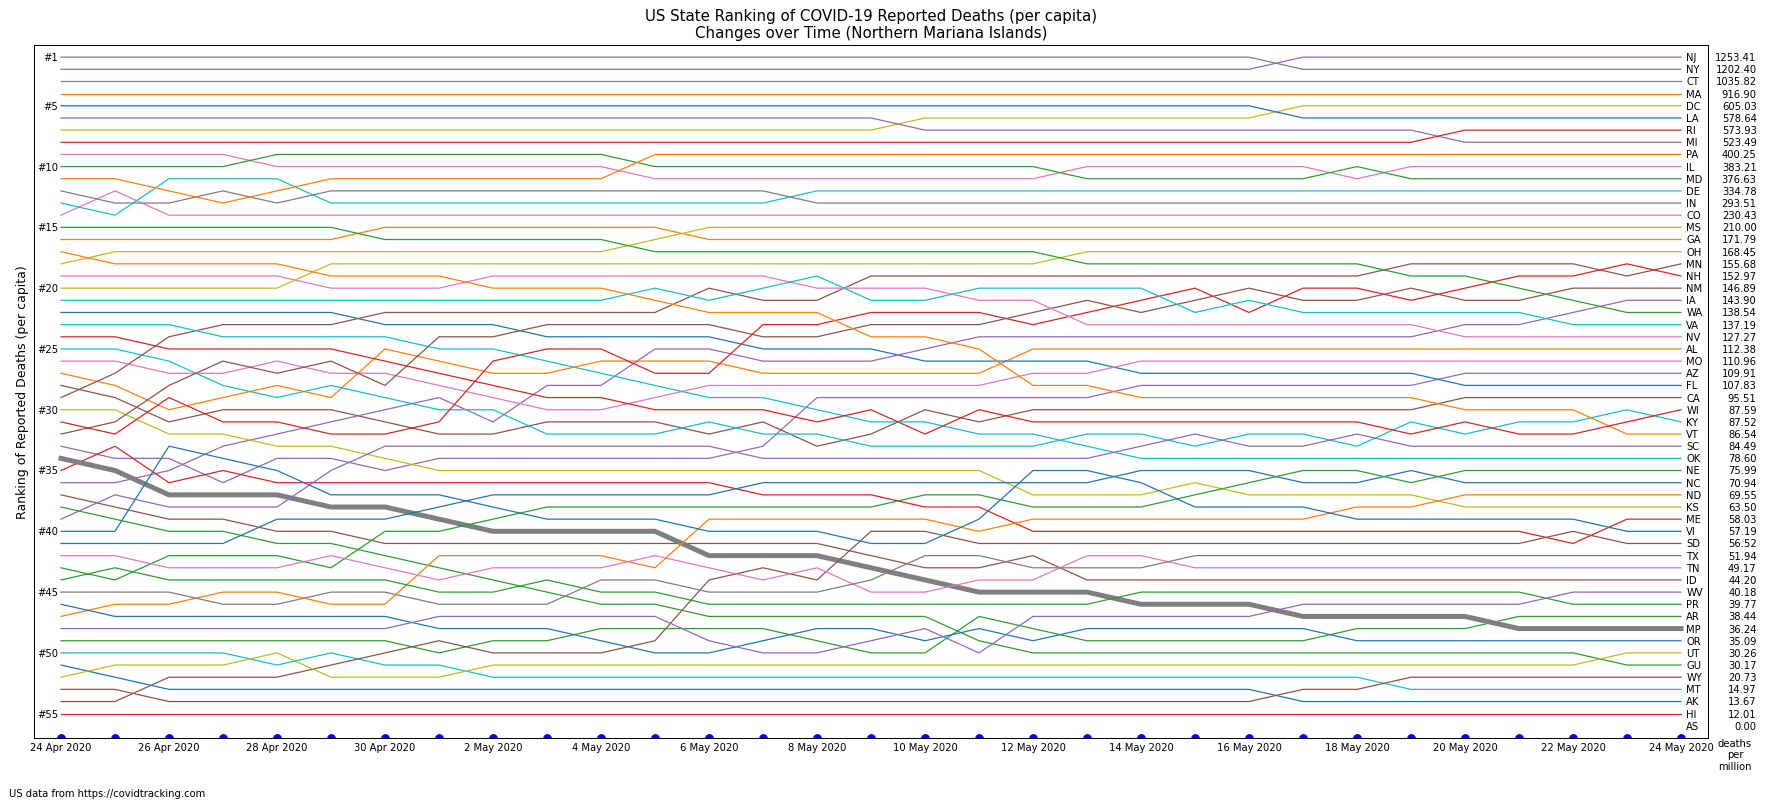 US State Ranking of COVID-19 Reported Deaths (per capita)
Changes over Time (Northern Mariana Islands)
Ranking of Reported Deaths (per capita)
#1
#5
#10
#15
#20
#25
#30
#35
#40
#45
#50
#55
NJ 1253.41
NY 1202.40
CT 1035.82
MA 916.90
DC 605.03
LA 578.64
RI 573.93
MI 523.49
PA 400.25
IL 383.21
MD 376.63
DE 334.78
IN 293.51
CO 230.43
MS 210.00
GA 171.79
OH 168.45
MN 155.68
NH 152.97
NM 146.89
IA 143.90
WA 138.54
VA 137.19
NV 127.27
AL 112.38
MO 110.96
AZ 109.91
FL 107.83
CA 95.51
WI 87.59
KY 87.52
VT 86.54
SC 84.49
OK 78.60
NE 75.99
NC 70.94
ND 69.55
KS 63.50
ME 58.03
VI 57.19
SD 56.52
TX 51.94
TN 49.17
ID 44.20
WV 40.18
PR 39.77
AR 38.44
MP 36.24
OR 35.09
UT 30.26
GU 30.17
WY 20.73
MT 14.97
AK 13.67
HI 12.01
AS 0.00
24 Apr 2020 26 Apr 2020 28 Apr 2020 30 Apr 2020 2 May 2020 4 May 2020 6 May 2020 8 May 2020 10 May 2020 12 May 2020 14 May 2020 16 May 2020 18 May 2020 20 May 2020 22 May 2020 24 May 2020
deaths
per
million
US data from https://covidtracking.com